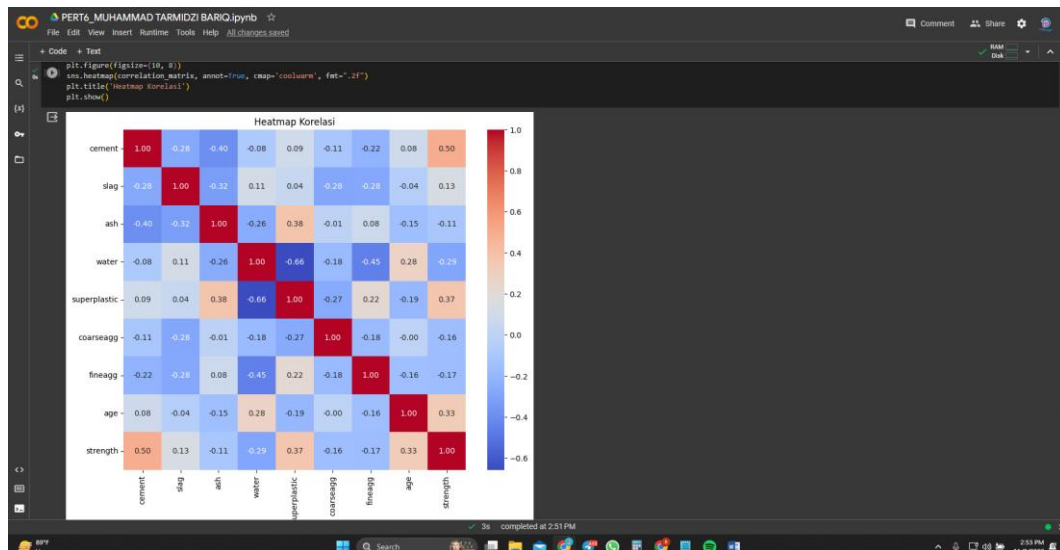 PERT6_MUHAMMAD TARMIDZI BARIQ.ipynb
Comment Share
File Edit View Insert Runtime Tools Help All changes saved
+ Code + Text
RAM
Disk
plt.figure(figsize=(10, 8))
sns.heatmap(correlation_matrix, annot=True, cmap='coolwarm', fmt=".2f")
plt.title('Heatmap Korelasi')
plt.show()
{x}
Heatmap Korelasi
cement 1.00 -0.28 -0.40 -0.08 0.09 -0.11 -0.22 0.08 0.50
slag -0.28 1.00 -0.32 0.11 0.04 -0.28 -0.28 -0.04 0.13
ash -0.40 -0.32 1.00 -0.26 0.38 -0.01 0.08 -0.15 -0.11
water -0.08 0.11 -0.26 1.00 -0.66 -0.18 -0.45 0.28 -0.29
superplastic 0.09 0.04 0.38 -0.66 1.00 -0.27 0.22 -0.19 0.37
coarseagg -0.11 -0.28 -0.01 -0.18 -0.27 1.00 -0.18 -0.00 -0.16
fineagg -0.22 -0.28 0.08 -0.45 0.22 -0.18 1.00 -0.16 -0.17
age 0.08 -0.04 -0.15 0.28 -0.19 -0.00 -0.16 1.00 0.33
strength 0.50 0.13 -0.11 -0.29 0.37 -0.16 -0.17 0.33 1.00
cement slag ash water uperplastic coarseagg fineagg age strength
1.0
0.8
0.6
0.4
0.2
0.0
-0.2
-0.4
-0.6
3s completed at 2:51 PM
89°F
Search
2:53 PM